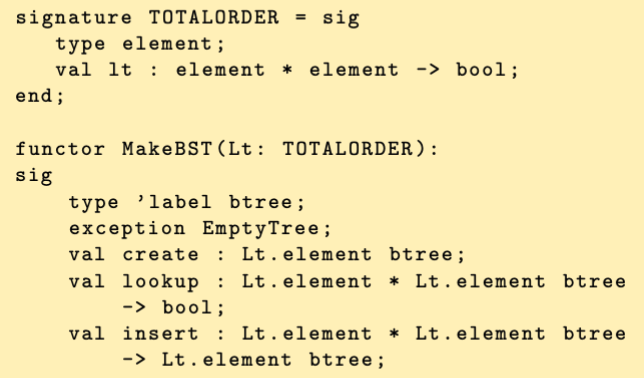 signature TOTALORDER = sig
type element;
val lt : element * element -> bool;
end;
functor MakeBST(Lt: TOTALORDER):
sig
type 'label btree;
exception EmptyTree;
val create : Lt.element btree;
val lookup : Lt.element * Lt.element btree
-> bool;
val insert : Lt.element * Lt.element btree
-> Lt.element btree;